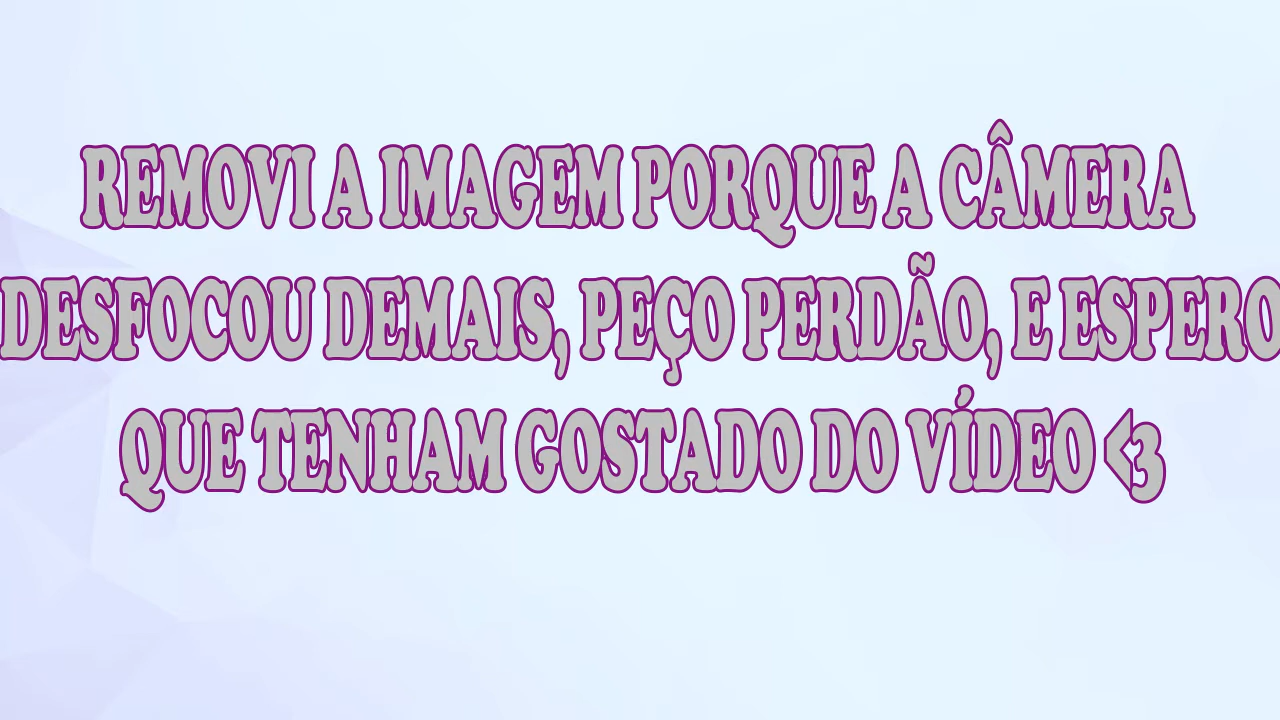 REMOVI A IMAGEM PORQUE A CÂMERA
DESFOCOU DEMAIS, PEÇO PERDÃO, E ESPERO
QUE TENHAM GOSTADO DO VÍDEO <3